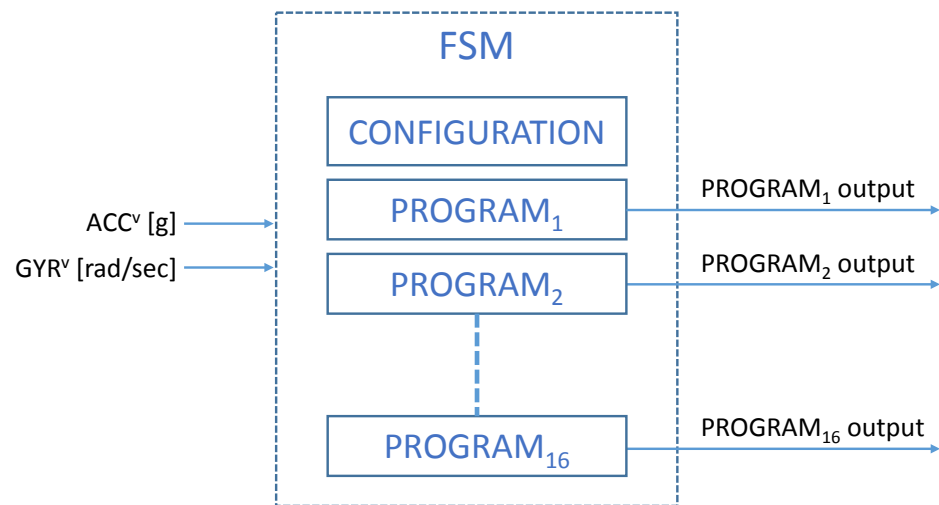 FSM
CONFIGURATION
PROGRAM₁
PROGRAM₁ output
ACCᵛ [g]
GYRᵛ [rad/sec]
PROGRAM₂
PROGRAM₂ output
PROGRAM₁₆
PROGRAM₁₆ output